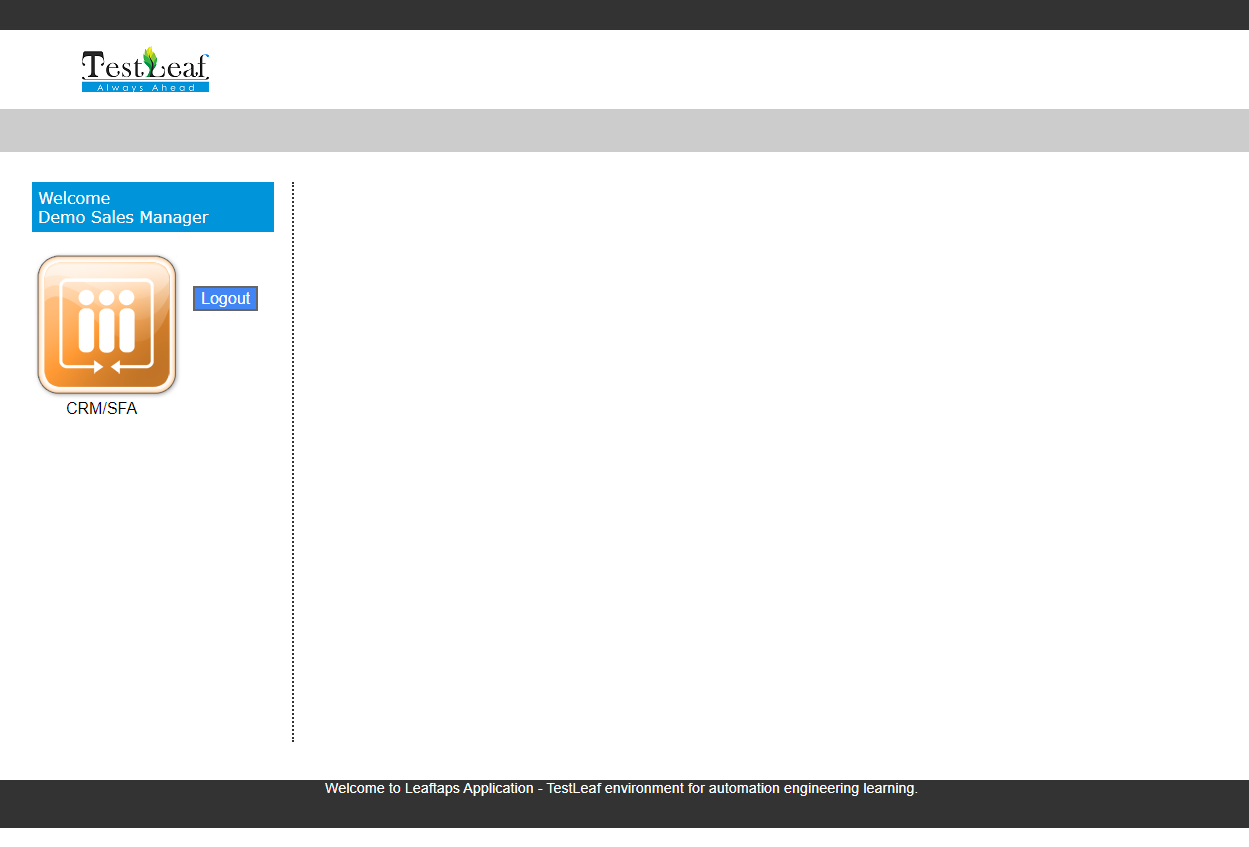 TestLeaf
Always Ahead
Welcome
Demo Sales Manager
Logout
CRM/SFA
Welcome to Leaftaps Application - TestLeaf environment for automation engineering learning.